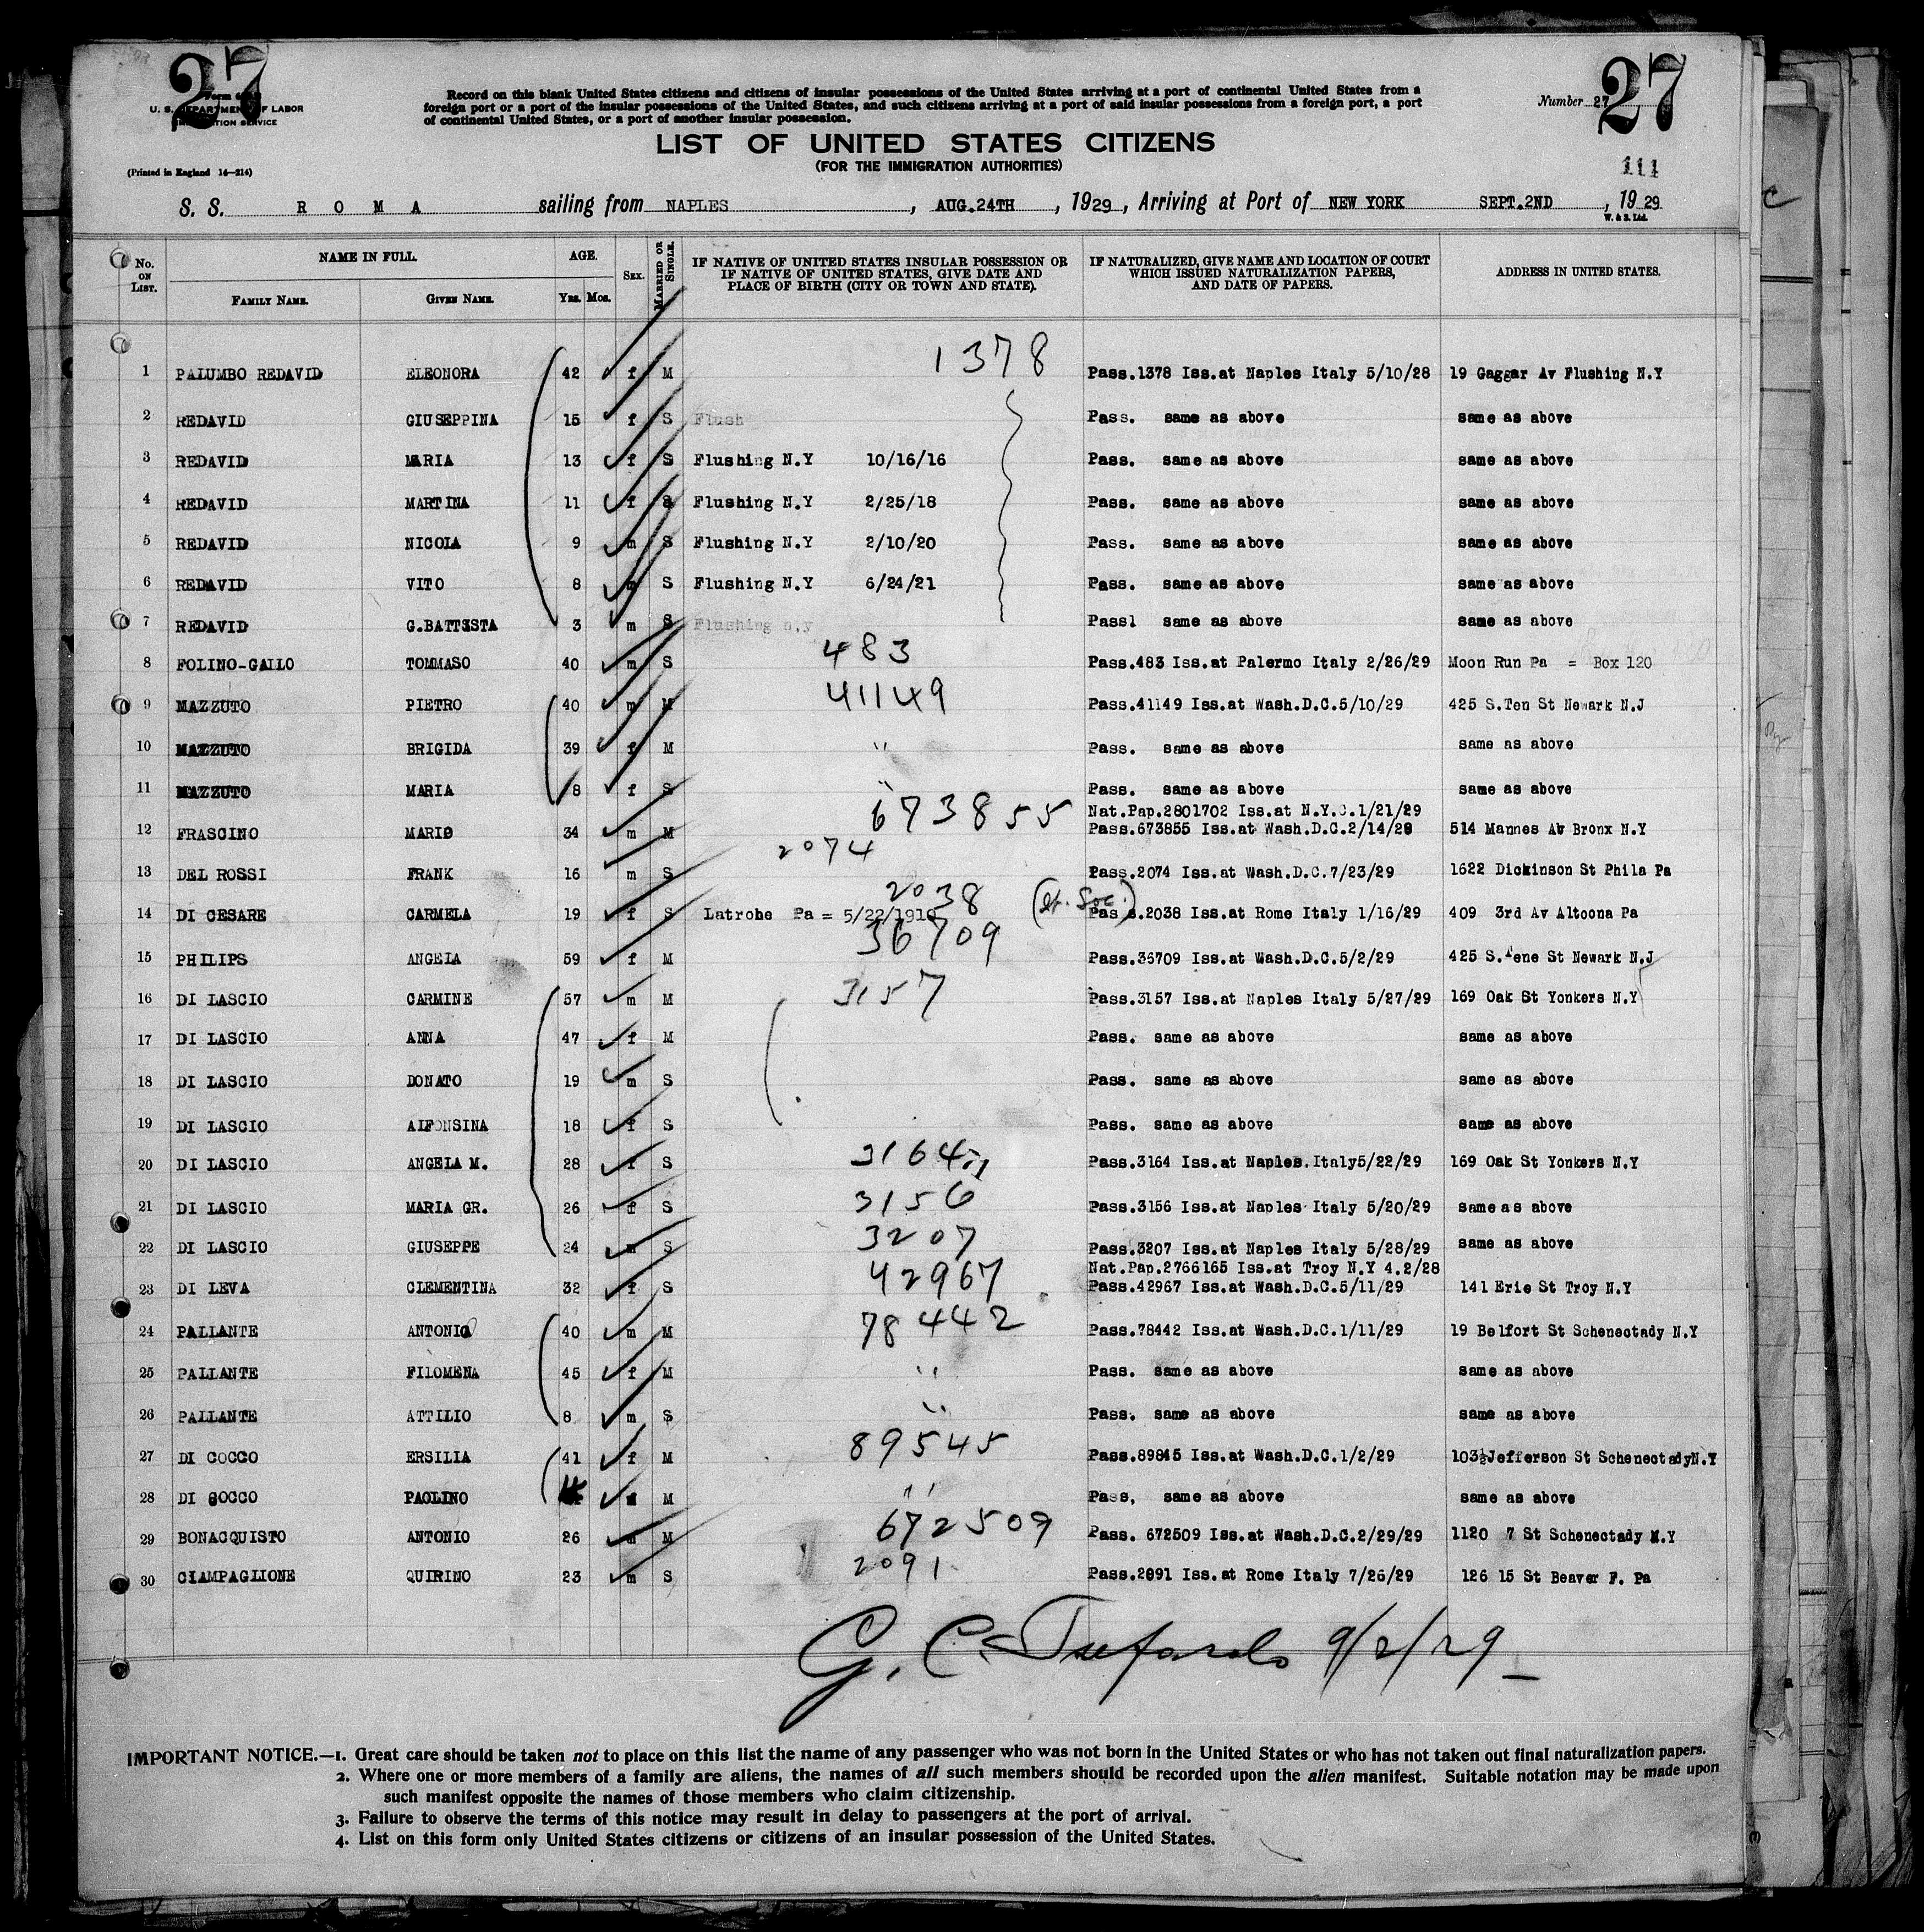 27
27
Form
U. S. DEPARTMENT OF LABOR
IMMIGRATION SERVICE
(Printed in England 14—214)
Record on this blank United States citizens and citizens of insular possessions of the United States arriving at a port of continental United States from a
foreign port or a port of the insular possessions of the United States, and such citizens arriving at a port of said insular possessions from a foreign port, a port
of continental United States, or a port of another insular possession.
Number 27
LIST OF UNITED STATES CITIZENS
(FOR THE IMMIGRATION AUTHORITIES)
111
S. S. R O M A sailing from NAPLES , AUG.24TH , 1929 , Arriving at Port of NEW YORK SEPT.2ND , 19 29
W. & S. Ltd.
No. ON LIST. NAME IN FULL. FAMILY NAME. GIVEN NAME. AGE. YRS. MOS. SEX. MARRIED OR SINGLE. IF NATIVE OF UNITED STATES INSULAR POSSESSION OR IF NATIVE OF UNITED STATES, GIVE DATE AND PLACE OF BIRTH (CITY OR TOWN AND STATE). IF NATURALIZED, GIVE NAME AND LOCATION OF COURT WHICH ISSUED NATURALIZATION PAPERS, AND DATE OF PAPERS. ADDRESS IN UNITED STATES.
1 PALUMBO REDAVID ELEONORA 42 f M 1378 Pass.1378 Iss.at Naples Italy 5/10/28 19 Gaggar Av Flushing N.Y
2 REDAVID GIUSEPPINA 15 f S Flush Pass. same as above same as above
3 REDAVID MARIA 13 f S Flushing N.Y 10/16/16 Pass. same as above same as above
4 REDAVID MARTINA 11 f S Flushing N.Y 2/25/18 Pass. same as above same as above
5 REDAVID NICOLA 9 m S Flushing N.Y 2/10/20 Pass. same as above same as above
6 REDAVID VITO 8 m S Flushing N.Y 6/24/21 Pass. same as above same as above
7 REDAVID G.BATTISTA 3 m S Flushing n.y Passl same as above same as above
8 FOLINO-GALLO TOMMASO 40 m S 483 Pass.483 Iss.at Palermo Italy 2/26/29 Moon Run Pa = Box 120
9 MAZZUTO PIETRO 40 m M 41149 Pass.41149 Iss.at Wash.D.C.5/10/29 425 S.Ten St Newark N.J
10 MAZZUTO BRIGIDA 39 f M " Pass. same as above same as above
11 MAZZUTO MARIA 8 f S " Pass. same as above same as above
Nat.Pap.2801702 Iss.at N.Y.C.1/21/29
12 FRASCINO MARIO 34 m M 673855 Pass.673855 Iss.at Wash.D.C.2/14/29 514 Mannes Av Bronx N.Y
13 DEL ROSSI FRANK 16 m S 2074 Pass.2074 Iss.at Wash.D.C.7/23/29 1622 Dickinson St Phila Pa
14 DI CESARE CARMELA 19 f S Latrobe Pa = 5/22/1910 2038 Pass.2038 Iss.at Rome Italy 1/16/29 409 3rd Av Altoona Pa
15 PHILIPS ANGELA 59 f M 36709 Pass.36709 Iss.at Wash.D.C.5/2/29 425 S. St Newark N.J
16 DI LASCIO CARMINE 57 m M 3157 Pass.3157 Iss.at Naples Italy 5/27/29 169 Oak St Yonkers N.Y
17 DI LASCIO ANNA 47 f M Pass. same as above same as above
18 DI LASCIO DONATO 19 m S Pass. same as above same as above
19 DI LASCIO ALFONSINA 18 f S Pass. same as above same as above
20 DI LASCIO ANGELA M. 28 f S 3164 Pass.3164 Iss.at Naples.Italy5/22/29 169 Oak St Yonkers N.Y
21 DI LASCIO MARIA GR. 26 f S 3156 Pass.3156 Iss.at Naples Italy 5/20/29 same as above
22 DI LASCIO GIUSEPPE 24 m S 3207 Pass.3207 Iss.at Naples Italy 5/28/29 same as above
Nat.Pap.2766165 Iss.at Troy N.Y 4.2/28
23 DI LEVA CLEMENTINA 32 f S 42967 Pass.42967 Iss.at Wash.D.C.5/11/29 141 Erie St Troy N.Y
24 PALLANTE ANTONIO 40 m M 78442 Pass.78442 Iss.at Wash.D.C.1/11/29 19 Belfort St Schenectady N.Y
25 PALLANTE FILOMENA 45 f M " Pass. same as above same as above
26 PALLANTE ATTILIO 8 m S " Pass. same as above same as above
27 DI COCCO ERSILIA 41 f M 89545 Pass.89845 Iss.at Wash.D.C.1/2/29 103½Jefferson St SchenectadyN.Y
28 DI COCCO PAOLINO M " Pass, same as above same as above
29 BONACQUISTO ANTONIO 26 m M 672509 Pass. 672509 Iss.at Wash.D.C.2/29/29 1120 7 St Schenectady N.Y
30 CIAMPAGLIONE QUIRINO 23 m S 2091 Pass.2091 Iss.at Rome Italy 7/26/29 126 15 St Beaver F. Pa
G. C. 9/2/29
IMPORTANT NOTICE.—1. Great care should be taken not to place on this list the name of any passenger who was not born in the United States or who has not taken out final naturalization papers.
2. Where one or more members of a family are aliens, the names of all such members should be recorded upon the alien manifest. Suitable notation may be made upon
such manifest opposite the names of those members who claim citizenship.
3. Failure to observe the terms of this notice may result in delay to passengers at the port of arrival.
4. List on this form only United States citizens or citizens of an insular possession of the United States.